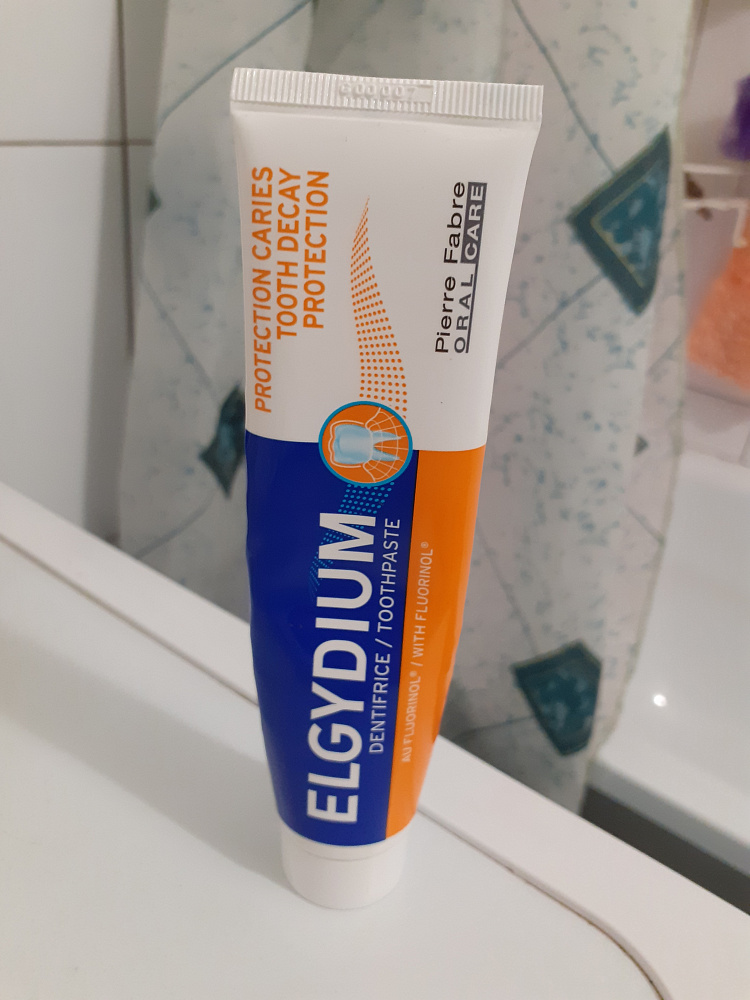 PROTECTION CARIES
TOOTH DECAY
PROTECTION
Pierre Fabre
ORAL CARE
ELGYDIUM
DENTIFRICE / TOOTHPASTE
AU FLUORINOL® / WITH FLUORINOL®